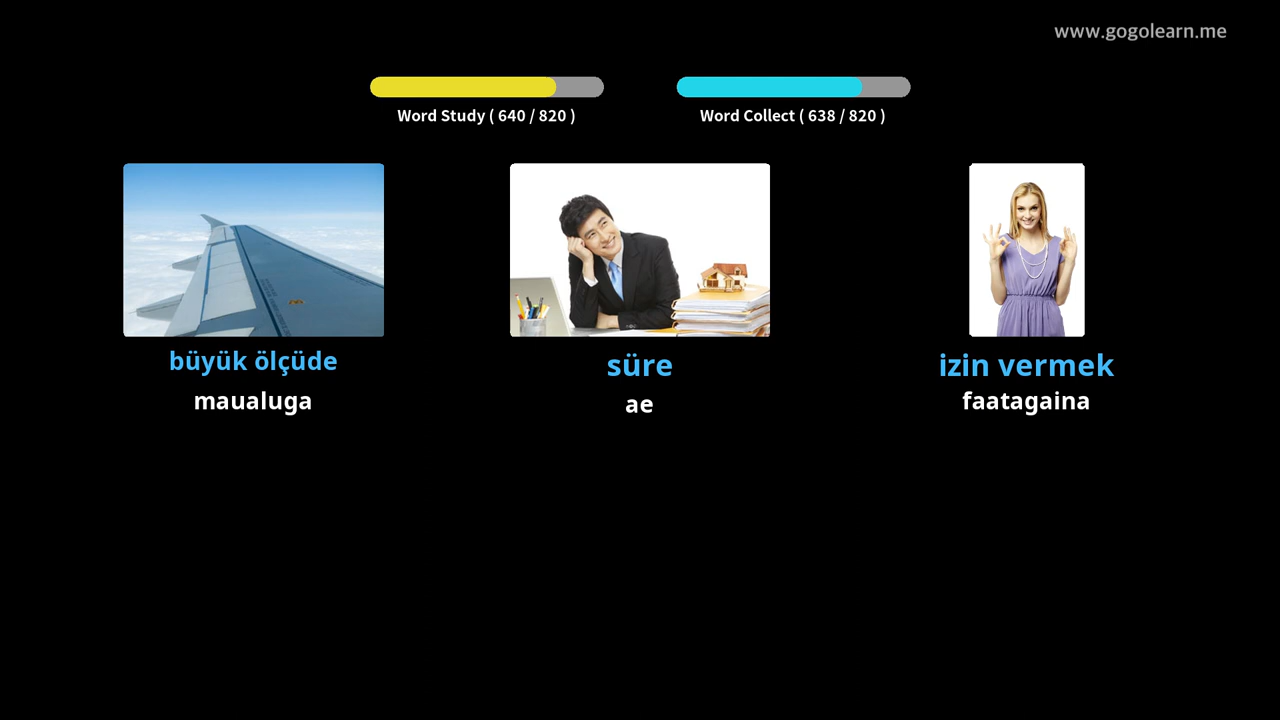 www.gogolearn.me
Word Study ( 640 / 820 )
Word Collect ( 638 / 820 )
büyük ölçüde
maualuga
süre
ae
izin vermek
faatagaina